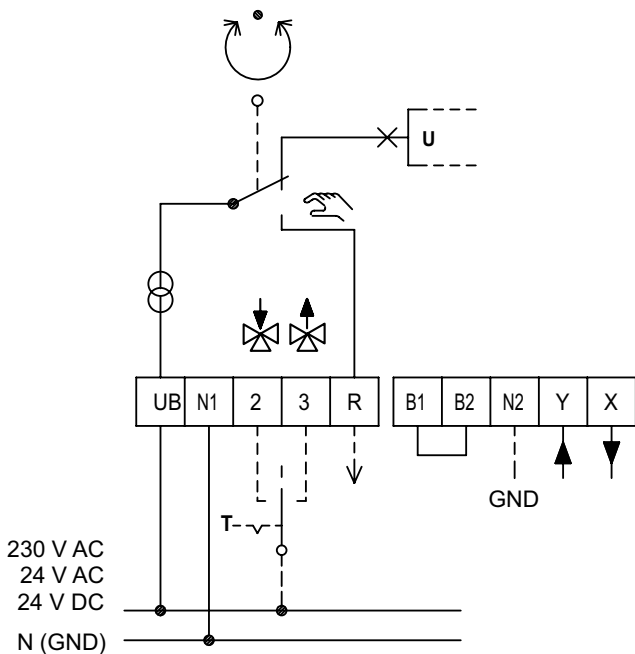 U
UB N1 2 3 R B1 B2 N2 Y X
GND
T
230 V AC
24 V AC
24 V DC
N (GND)